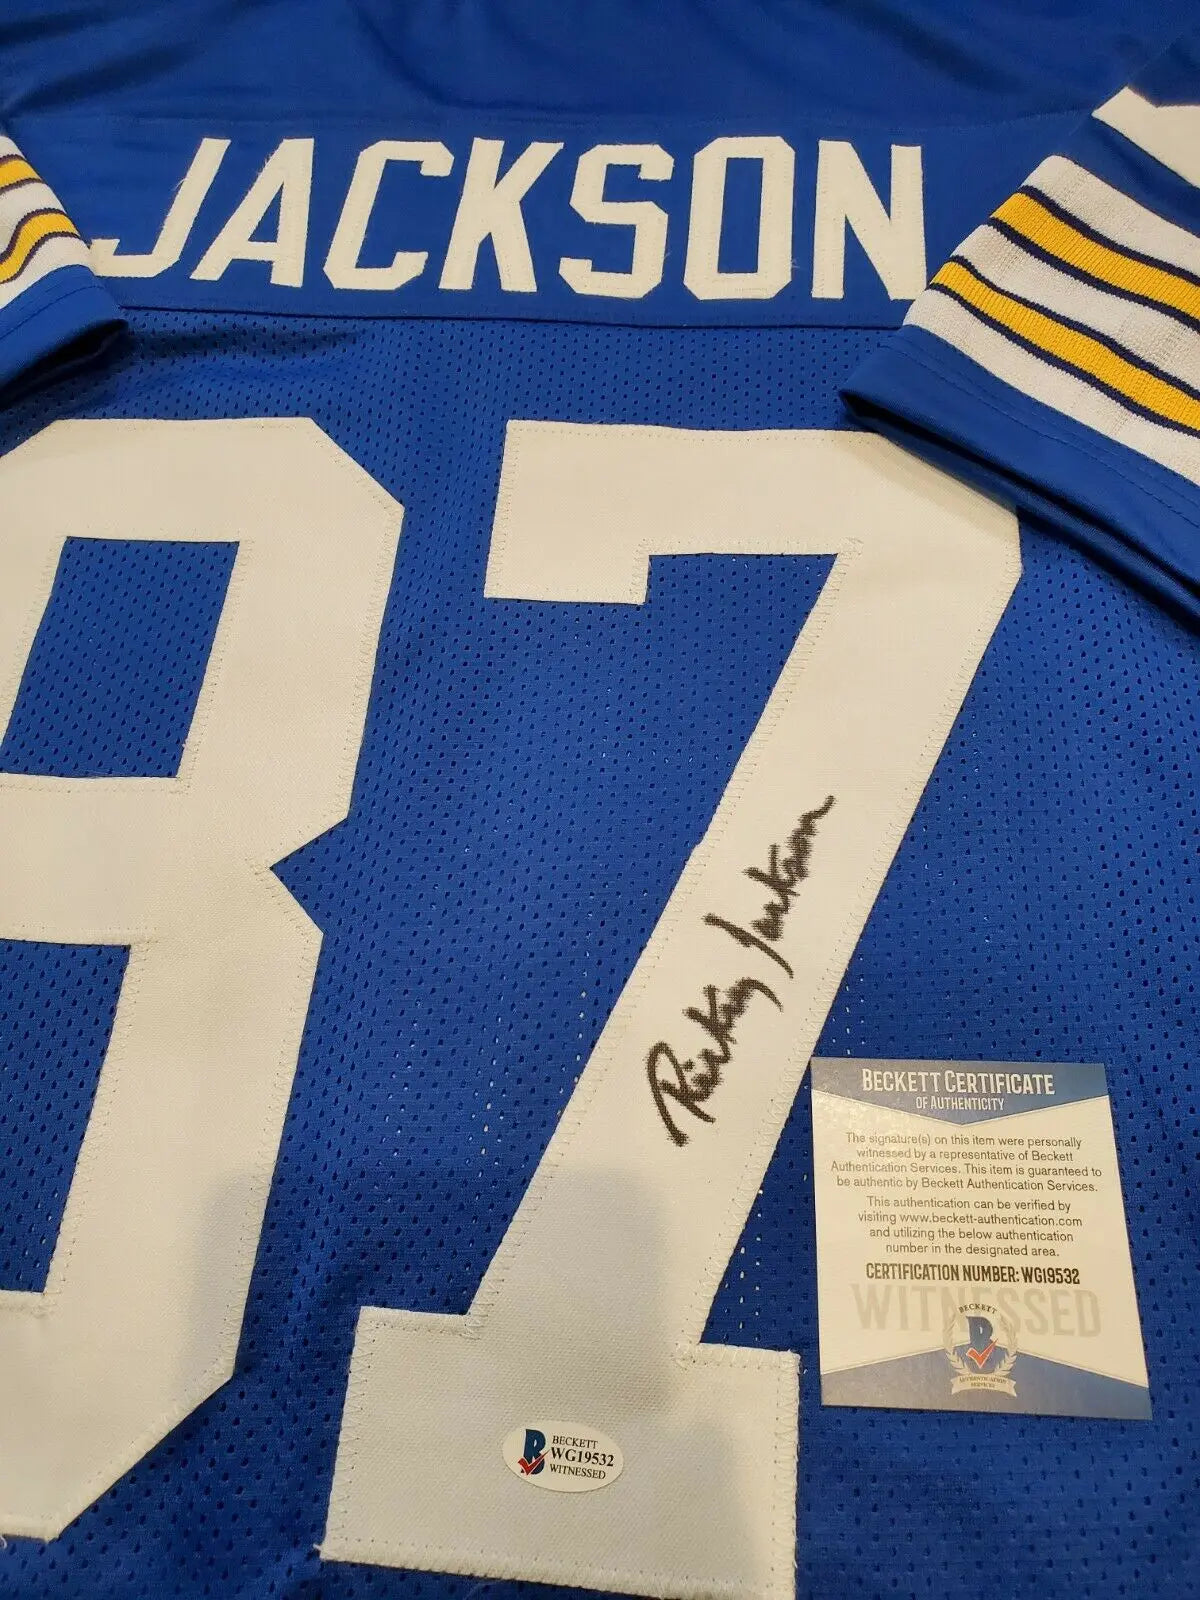 JACKSON
87
Rickey Jackson
BECKETT CERTIFICATE
OF AUTHENTICITY
The signature(s) on this item were personally
witnessed by a representative of Beckett
Authentication Services. This item is guaranteed to
be authentic by Beckett Authentication Services.
This authentication can be verified by
visiting www.beckett-authentication.com
and utilizing the below authentication
number in the designated area.
CERTIFICATION NUMBER: WG19532
WITNESSED
BECKETT
B
AUTHENTICATION
SERVICES
B
BECKETT
WG19532
WITNESSED